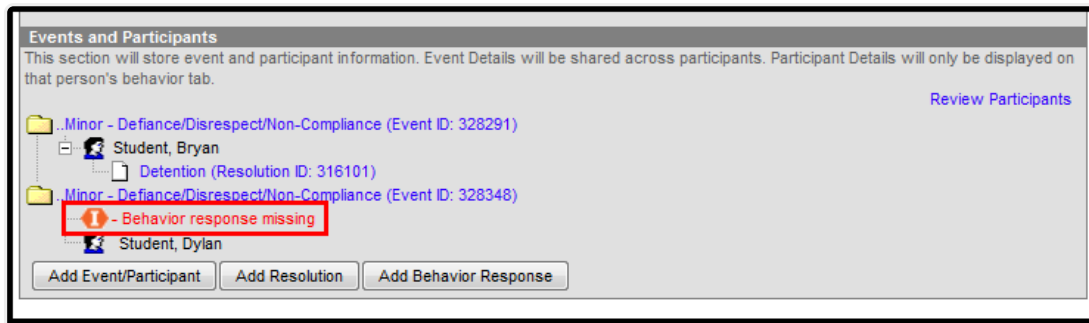 Events and Participants
This section will store event and participant information. Event Details will be shared across participants. Participant Details will only be displayed on
that person's behavior tab.
Review Participants
..Minor - Defiance/Disrespect/Non-Compliance (Event ID: 328291)
Student, Bryan
Detention (Resolution ID: 316101)
..Minor - Defiance/Disrespect/Non-Compliance (Event ID: 328348)
I - Behavior response missing
Student, Dylan
Add Event/Participant Add Resolution Add Behavior Response